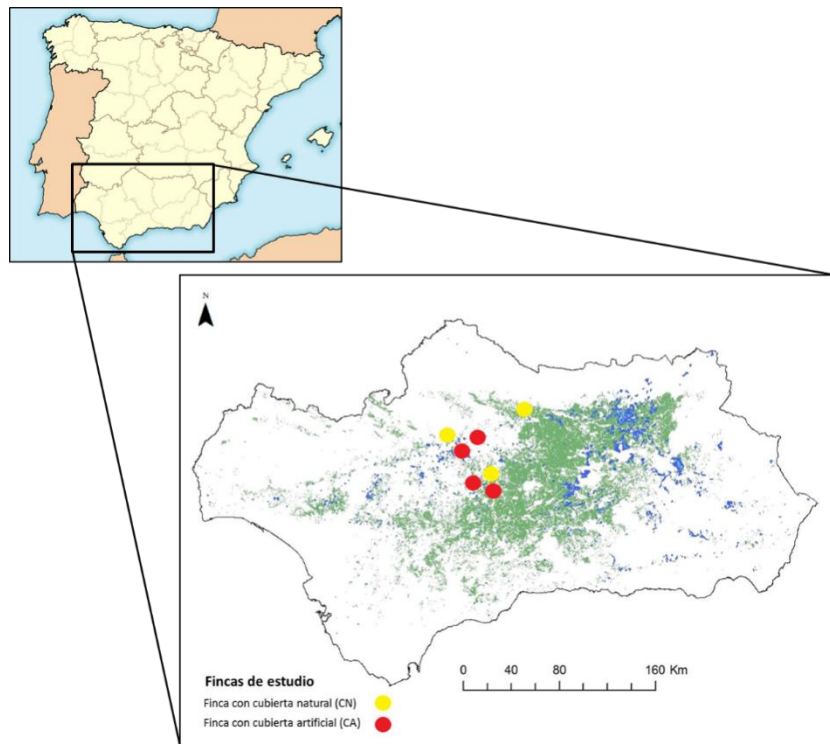 N
Fincas de estudio
Finca con cubierta natural (CN)
Finca con cubierta artificial (CA)
0 40 80 160 Km